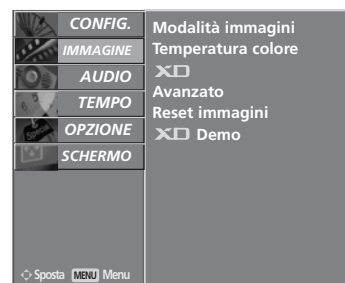 CONFIG.
IMMAGINE
AUDIO
TEMPO
OPZIONE
SCHERMO
Modalità immagini
Temperatura colore
XD
Avanzato
Reset immagini
XD Demo
Sposta MENU Menu